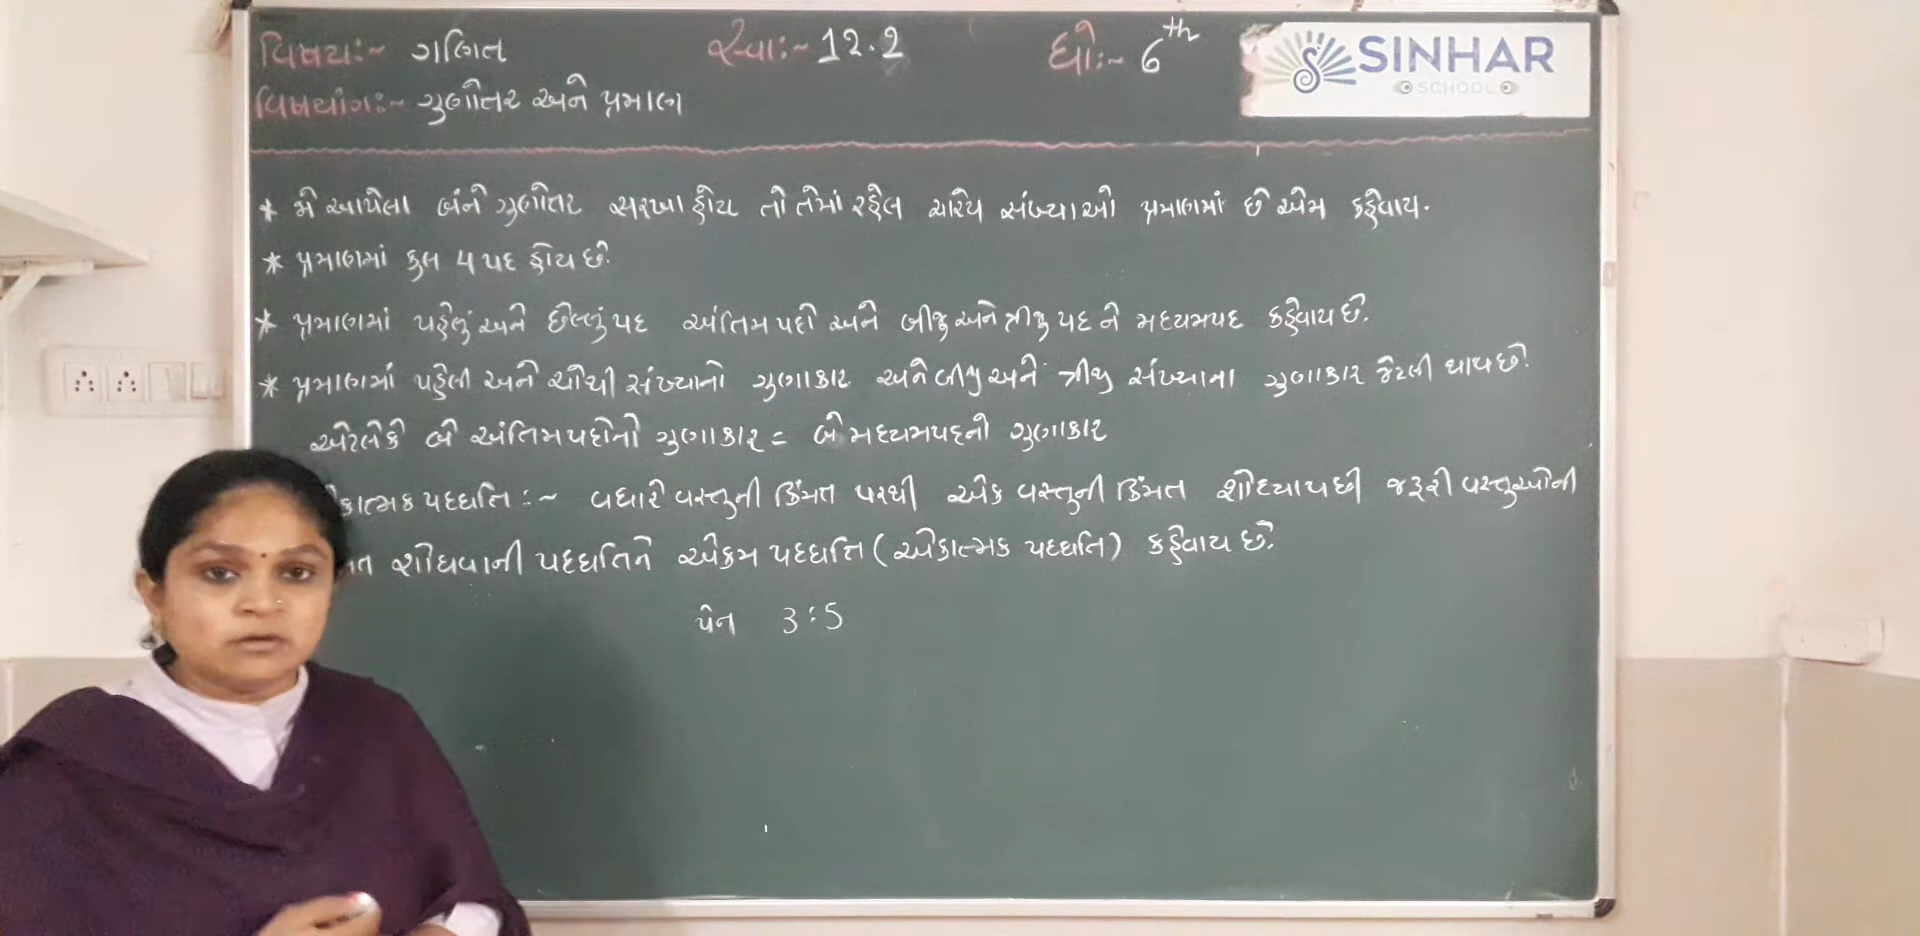 વિષયઃ~ ગણિત સ્વાઃ~ 12.2 ધોઃ~ 6th
SINHAR
SCHOOL
વિષયાંગઃ~ ગુણોત્તર અને પ્રમાણ
* જો આપેલા બંને ગુણોત્તર સરખા હોય તો તેમાં રહેલ ચારેય સંખ્યાઓ પ્રમાણમાં છે એમ કહેવાય.
* પ્રમાણમાં કુલ 4 પદ હોય છે.
* પ્રમાણમાં પહેલું અને છેલ્લું પદ અંતિમ પદો અને બીજુ અને ત્રીજુ પદ ને મધ્યમપદ કહેવાય છે.
* પ્રમાણમાં પહેલી અને ચોથી સંખ્યાનો ગુણાકાર અને બીજી અને ત્રીજી સંખ્યાના ગુણાકાર જેટલી થાય છે.
એટલેકે બે અંતિમપદોનો ગુણાકાર = બે મધ્યમપદનો ગુણાકાર
કાત્મક પદ્ધતિ :~ વધારે વસ્તુની કિંમત પરથી એક વસ્તુની કિંમત શોધ્યા પછી જરૂરી વસ્તુઓની
ત શોધવાની પદ્ધતિને એકમ પદ્ધતિ (એકાત્મક પદ્ધતિ) કહેવાય છે.
પેન 3:5